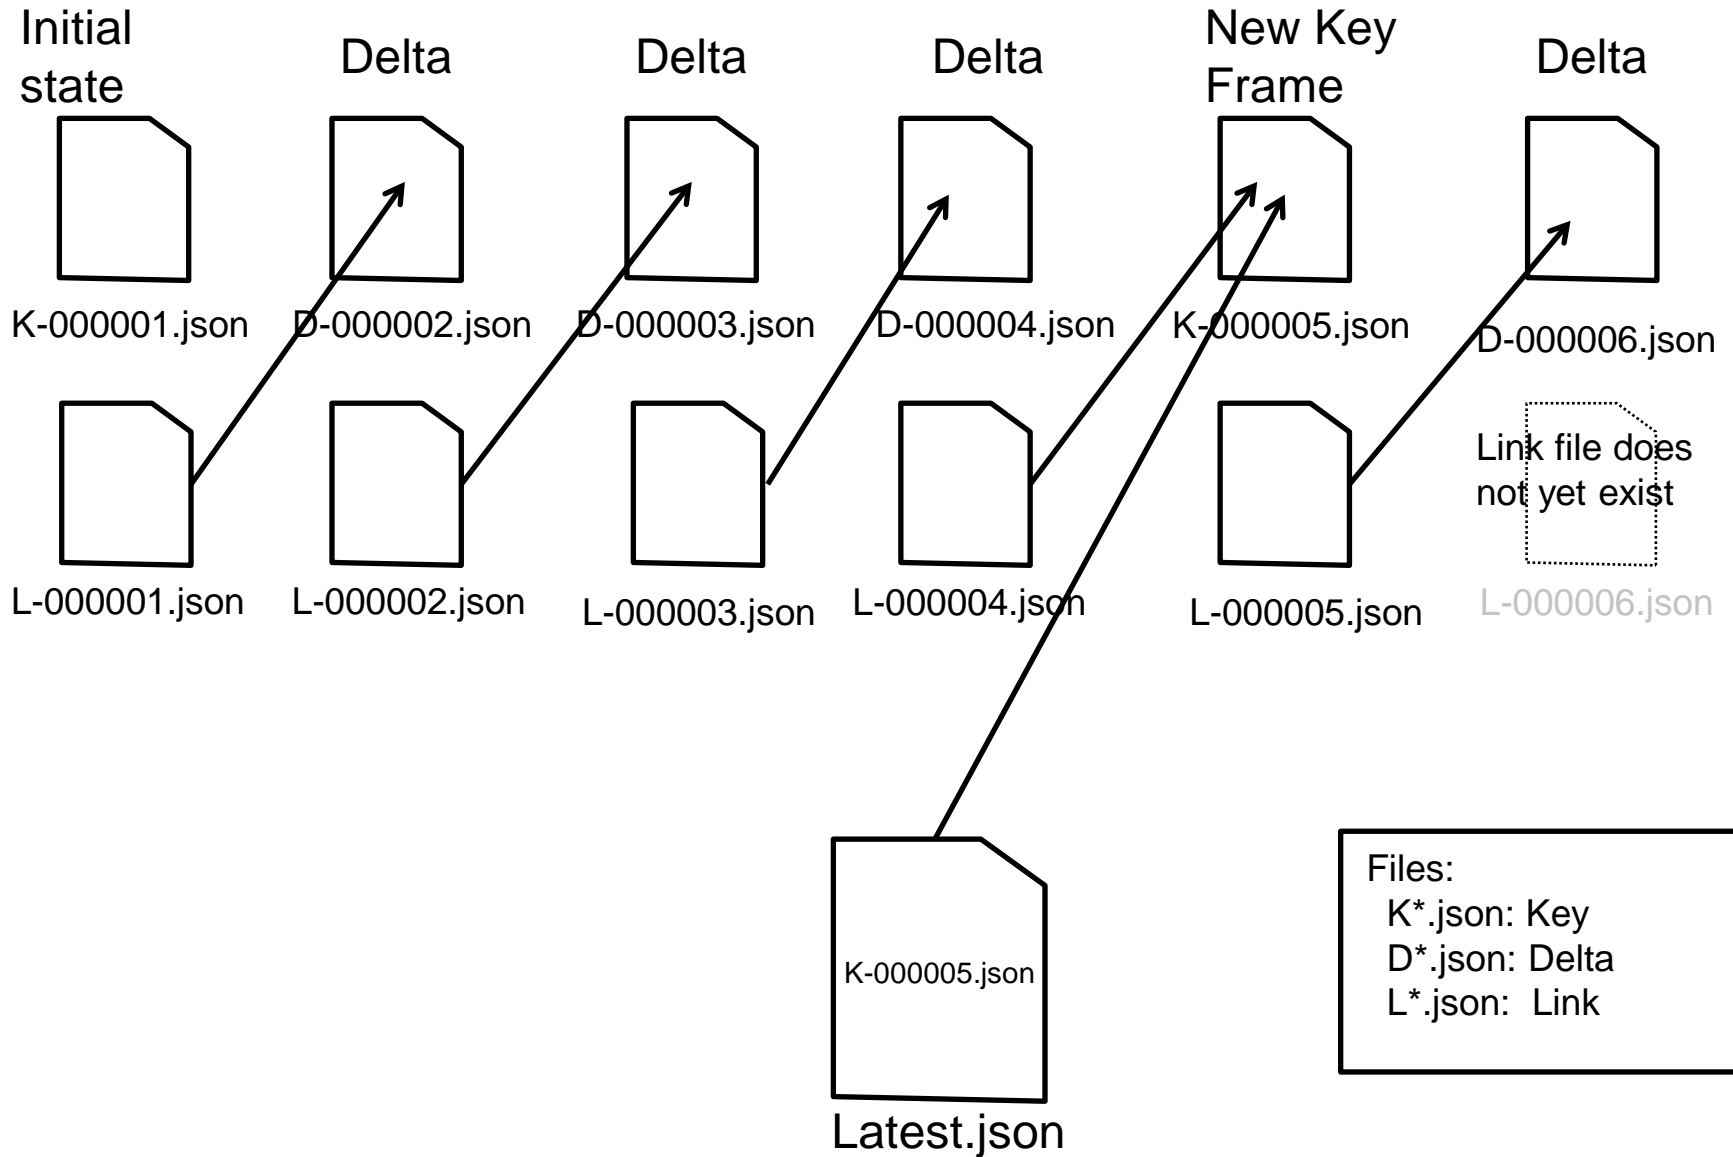 Initial
state
Delta
Delta
Delta
New Key
Frame
Delta
K-000001.json
D-000002.json
D-000003.json
D-000004.json
K-000005.json
D-000006.json
Link file does
not yet exist
L-000001.json
L-000002.json
L-000003.json
L-000004.json
L-000005.json
L-000006.json
K-000005.json
Latest.json
Files:
K*.json: Key
D*.json: Delta
L*.json: Link